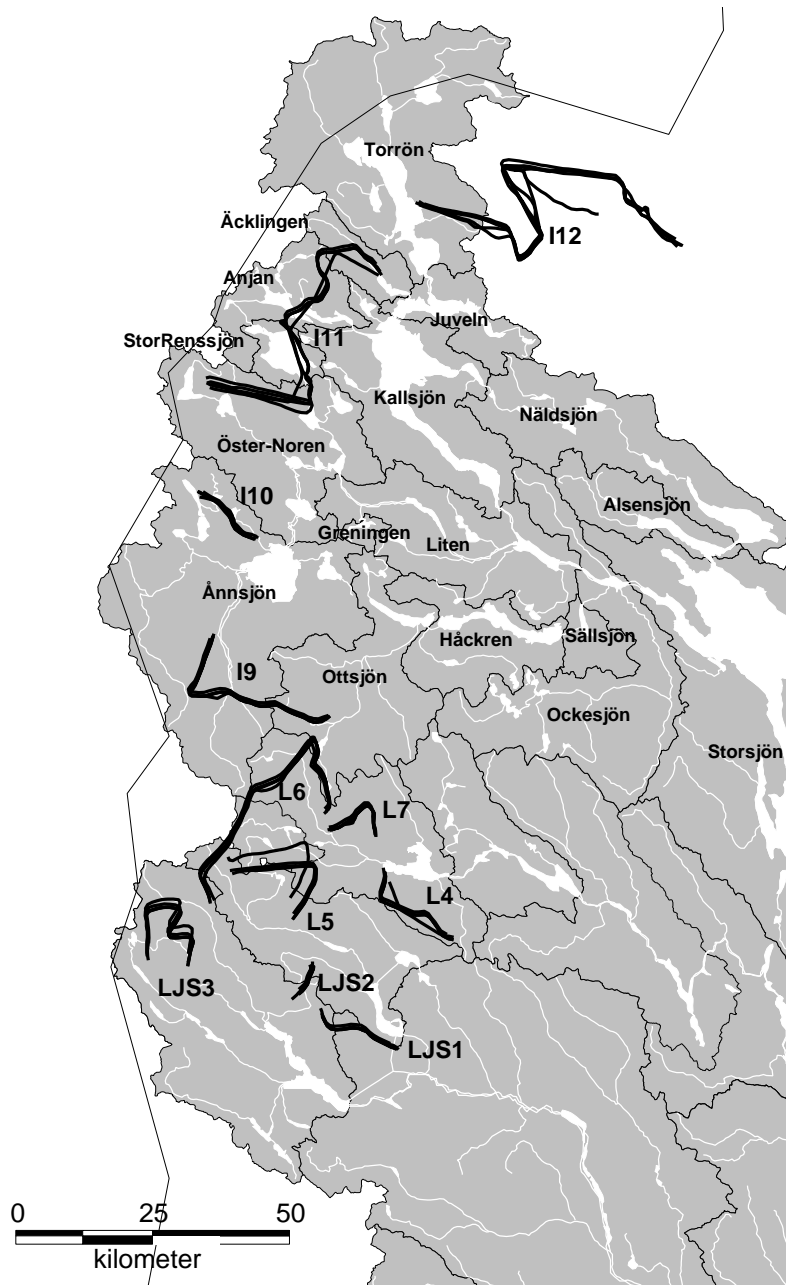 Torrön
Äcklingen
I12
Anjan
Juveln
StorRenssjön
I11
Kallsjön
Näldsjön
Öster-Noren
I10
Alsensjön
Greningen
Liten
Ånnsjön
Håckren
Sällsjön
I9
Ottsjön
Ockesjön
Storsjön
L6
L7
L4
L5
LJS2
LJS3
LJS1
0 25 50
kilometer